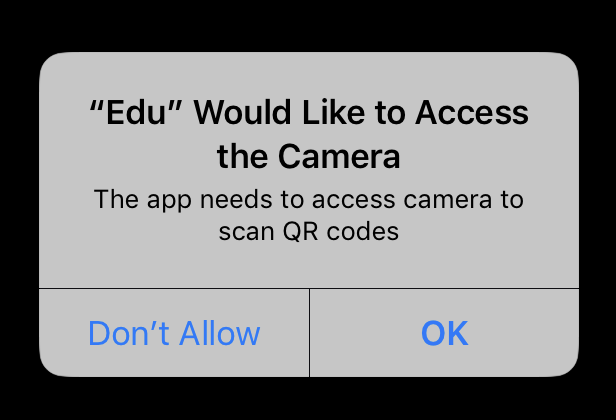 “Edu” Would Like to Access
the Camera
The app needs to access camera to
scan QR codes
Don’t Allow
OK